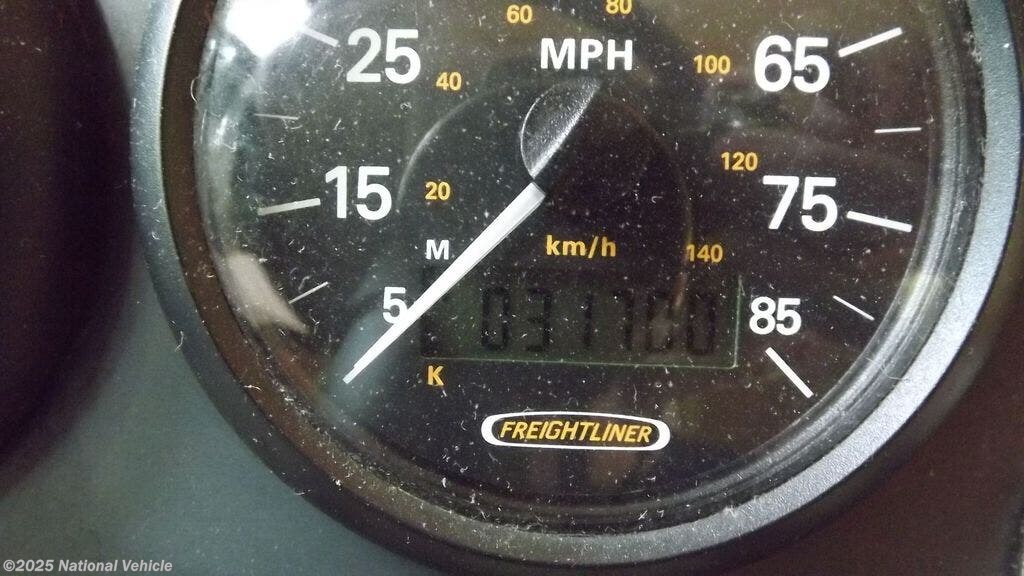 60 80
25 MPH 65
40 100
15 20 120 75
M km/h 140
5 031700 85
K
FREIGHTLINER
©2025 National Vehicle